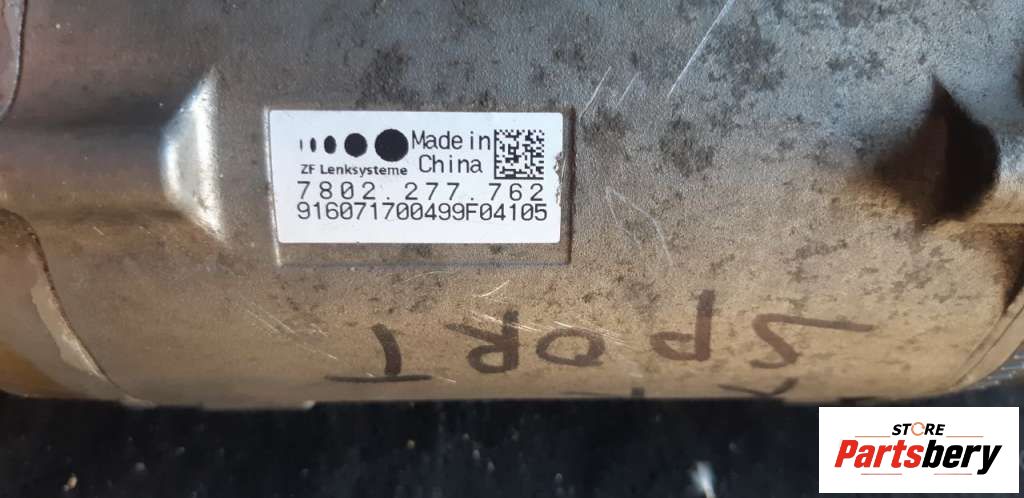 Made in
China
ZF Lenksysteme
7802.277.762
916071700499F04105
SPORT
STORE
Partsbery